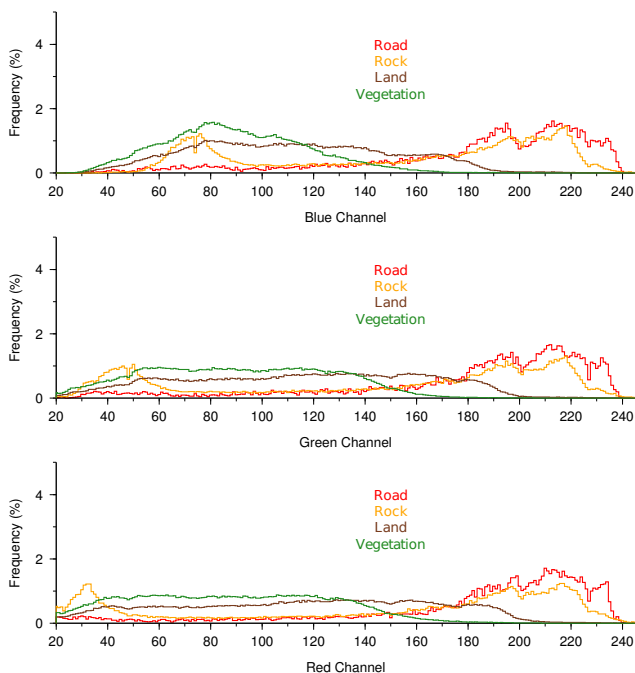 4
2
0
Frequency (%)
Road
Rock
Land
Vegetation
20 40 60 80 100 120 140 160 180 200 220 240
Blue Channel
4
2
0
Frequency (%)
Road
Rock
Land
Vegetation
20 40 60 80 100 120 140 160 180 200 220 240
Green Channel
4
2
0
Frequency (%)
Road
Rock
Land
Vegetation
20 40 60 80 100 120 140 160 180 200 220 240
Red Channel